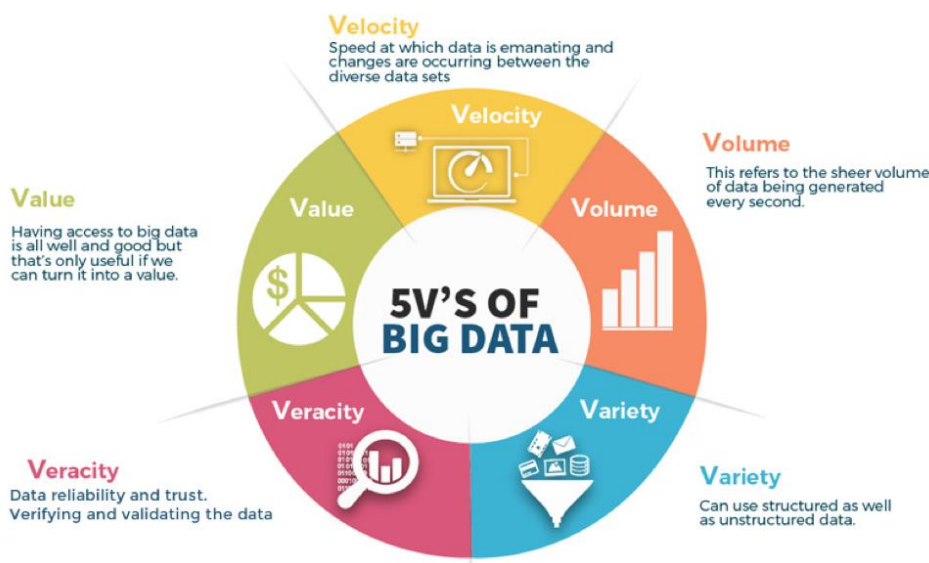 Velocity
Speed at which data is emanating and
changes are occurring between the
diverse data sets
Velocity
Volume
This refers to the sheer volume
of data being generated
every second.
Volume
Value
Having access to big data
is all well and good but
that's only useful if we
can turn it into a value.
Value
$
5V'S OF
BIG DATA
Veracity
Variety
Veracity
Data reliability and trust.
Verifying and validating the data
Variety
Can use structured as well
as unstructured data.